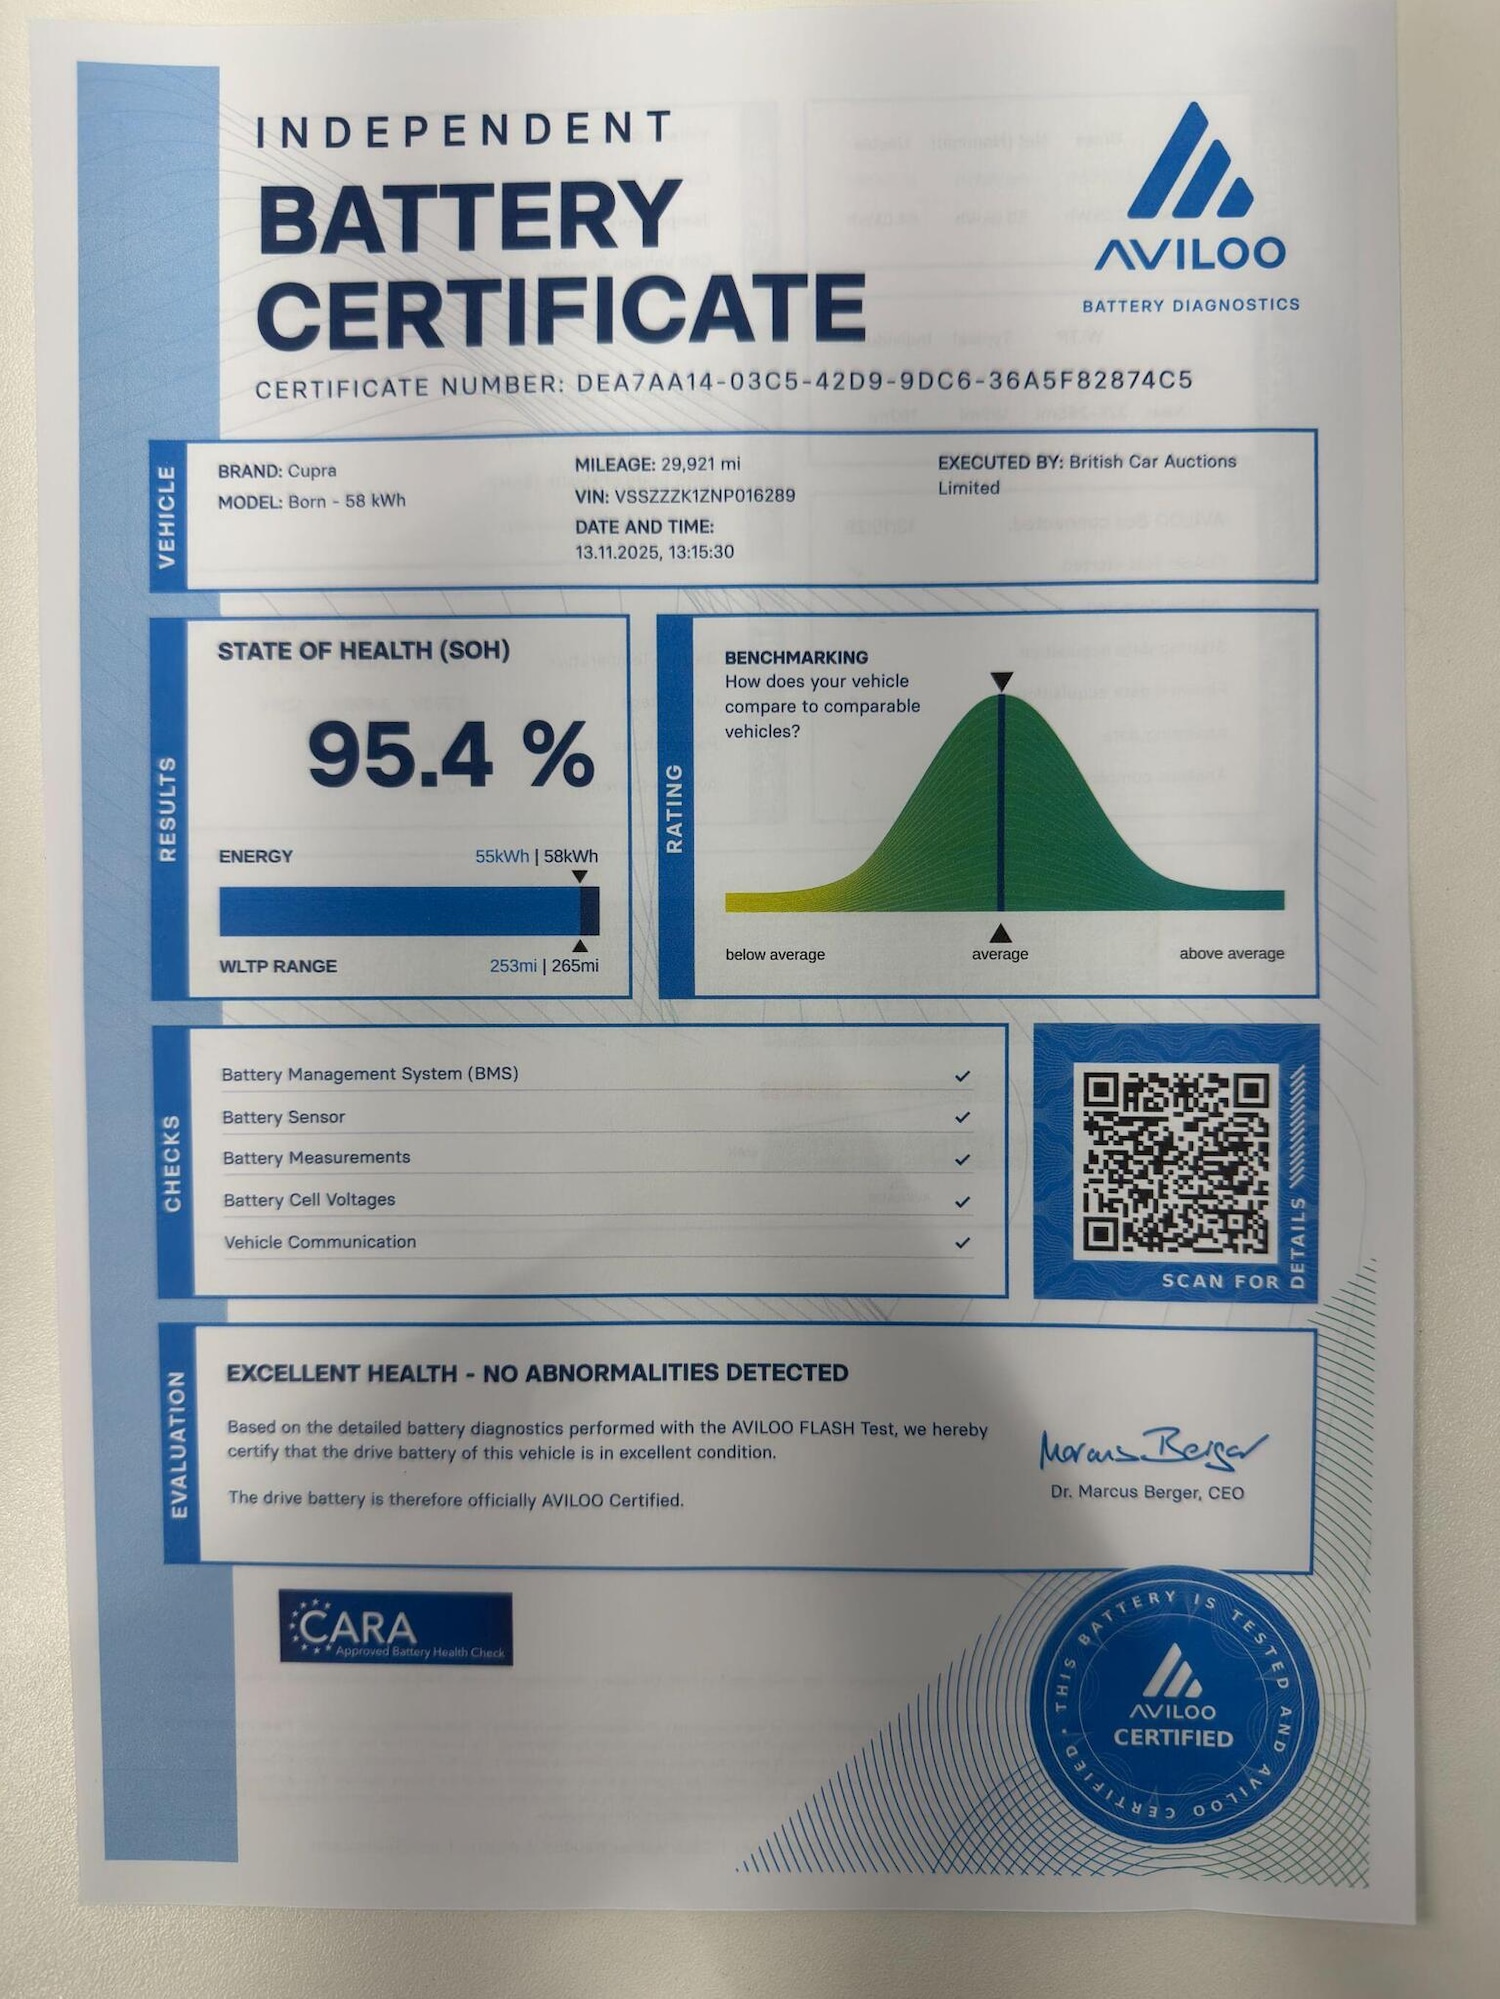 INDEPENDENT
BATTERY
CERTIFICATE
CERTIFICATE NUMBER: DEA7AA14-03C5-42D9-9DC6-36A5F82874C5
AVILOO
BATTERY DIAGNOSTICS
VEHICLE
BRAND: Cupra
MODEL: Born - 58 kWh
MILEAGE: 29,921 mi
VIN: VSSZZZK1ZNP016289
DATE AND TIME:
13.11.2025, 13:15:30
EXECUTED BY: British Car Auctions
Limited
RESULTS
STATE OF HEALTH (SOH)
95.4 %
ENERGY 55kWh | 58kWh
WLTP RANGE 253mi | 265mi
RATING
BENCHMARKING
How does your vehicle
compare to comparable
vehicles?
below average average above average
CHECKS
Battery Management System (BMS) ✓
Battery Sensor ✓
Battery Measurements ✓
Battery Cell Voltages ✓
Vehicle Communication ✓
SCAN FOR DETAILS
EVALUATION
EXCELLENT HEALTH - NO ABNORMALITIES DETECTED
Based on the detailed battery diagnostics performed with the AVILOO FLASH Test, we hereby
certify that the drive battery of this vehicle is in excellent condition.
The drive battery is therefore officially AVILOO Certified.
Marcus Berger
Dr. Marcus Berger, CEO
CARA
Approved Battery Health Check
THIS BATTERY IS TESTED AND AVILOO CERTIFIED
AVILOO
CERTIFIED